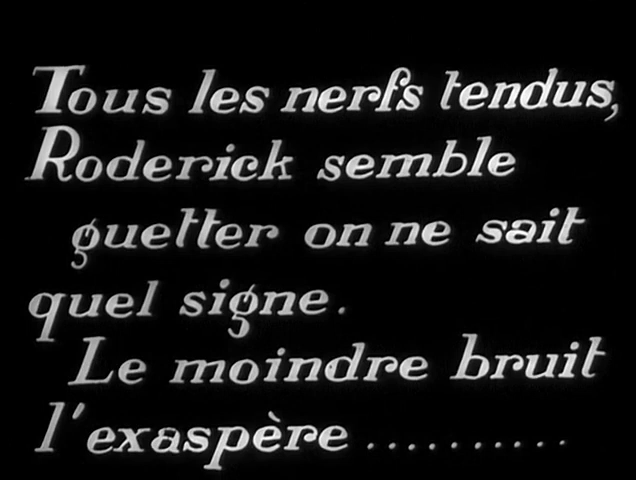 Tous les nerfs tendus,
Roderick semble
guetter on ne sait
quel signe.
Le moindre bruit
l'exaspère ..........